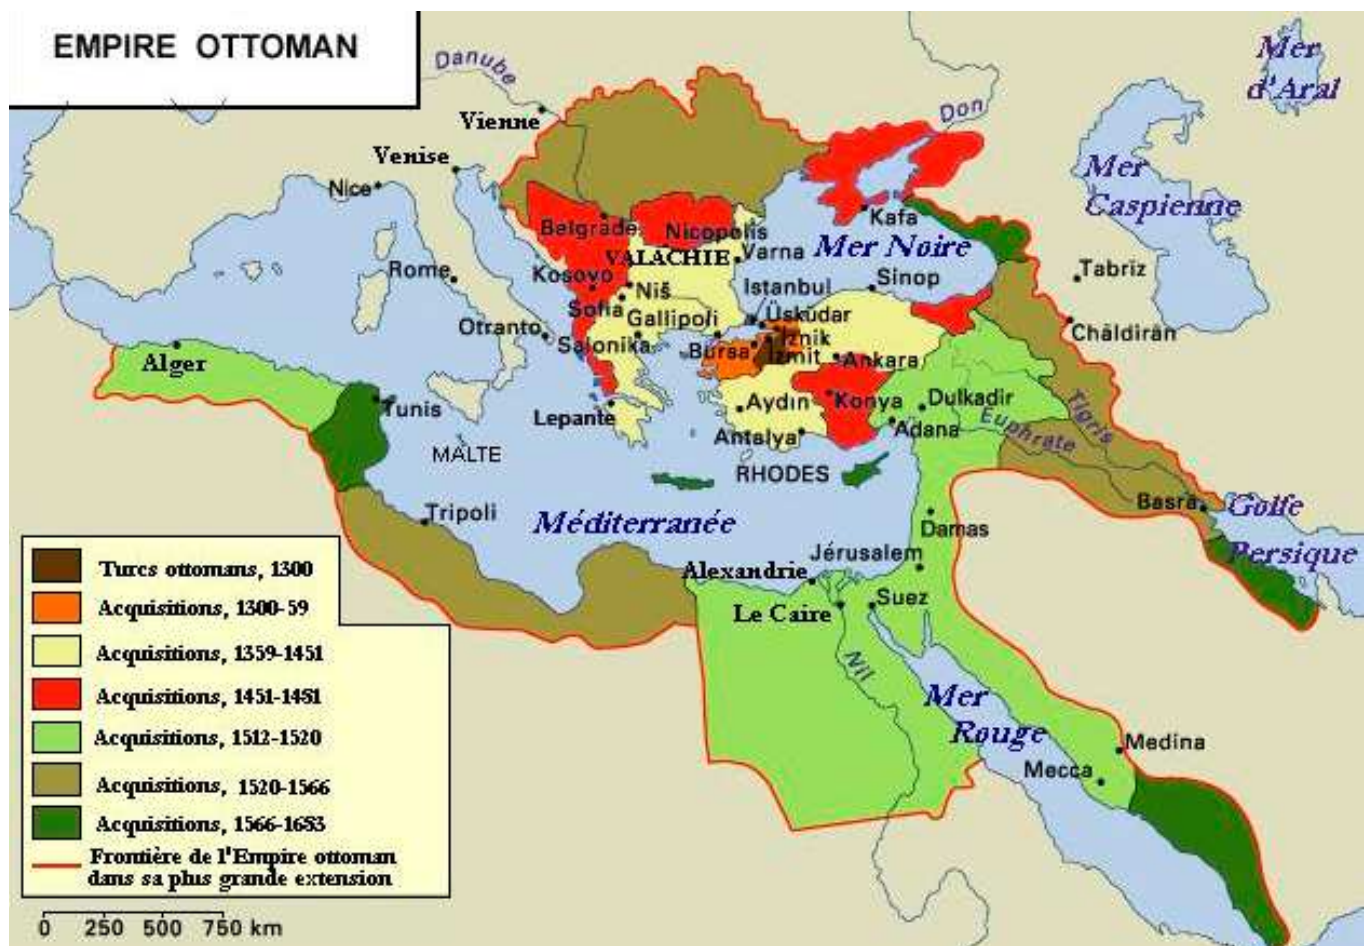 EMPIRE OTTOMAN
Mer
d'Aral
Danube
Don
Vienne
Venise
Mer
Caspienne
Nice
Kafa
Belgrade
Nicopolis
Mer Noire
VALACHIE
Varna
Rome
Kosovo
Sinop
Tabriz
Niš
Istanbul
Sofia
Gallipoli
Üsküdar
Otranto
Salonika
Iznik
Châldirân
Alger
Bursa
Izmit
Ankara
Tunis
Lepante
Aydın
Konya
Dulkadir
Tigris
Euphrate
Antalya
Adana
MALTE
RHODES
Tripoli
Méditerranée
Basra
Golfe
Persique
Damas
Jérusalem
Alexandrie
Le Caire
Suez
Nil
Mer
Rouge
Medina
Mecca
Turcs ottomans, 1300
Acquisitions, 1300-59
Acquisitions, 1359-1451
Acquisitions, 1451-1481
Acquisitions, 1512-1520
Acquisitions, 1520-1566
Acquisitions, 1566-1683
Frontière de l'Empire ottoman
dans sa plus grande extension
0 250 500 750 km